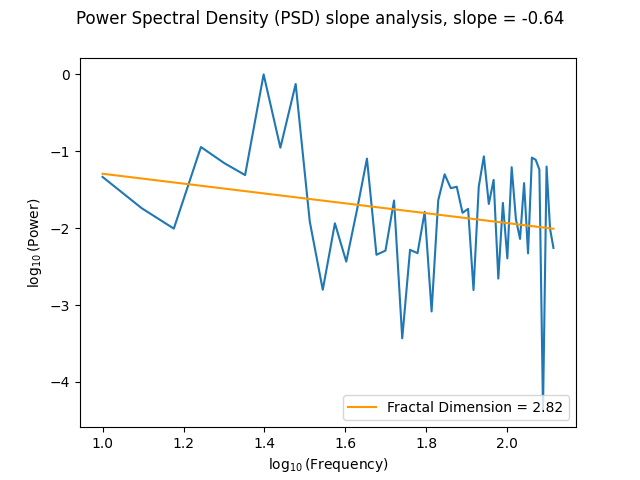 Power Spectral Density (PSD) slope analysis, slope = -0.64
0
−1
−2
−3
−4
log₁₀(Power)
Fractal Dimension = 2.82
1.0 1.2 1.4 1.6 1.8 2.0
log₁₀(Frequency)